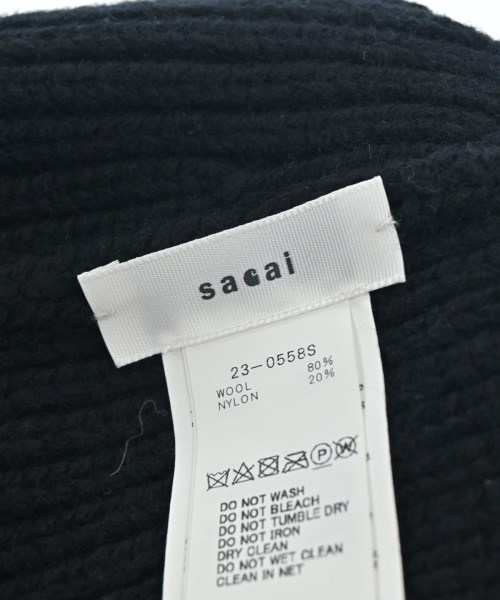 sacai
23-0558S
WOOL 80%
NYLON 20%
P W
DO NOT WASH
DO NOT BLEACH
DO NOT TUMBLE DRY
DO NOT IRON
DRY CLEAN
DO NOT WET CLEAN
CLEAN IN NET